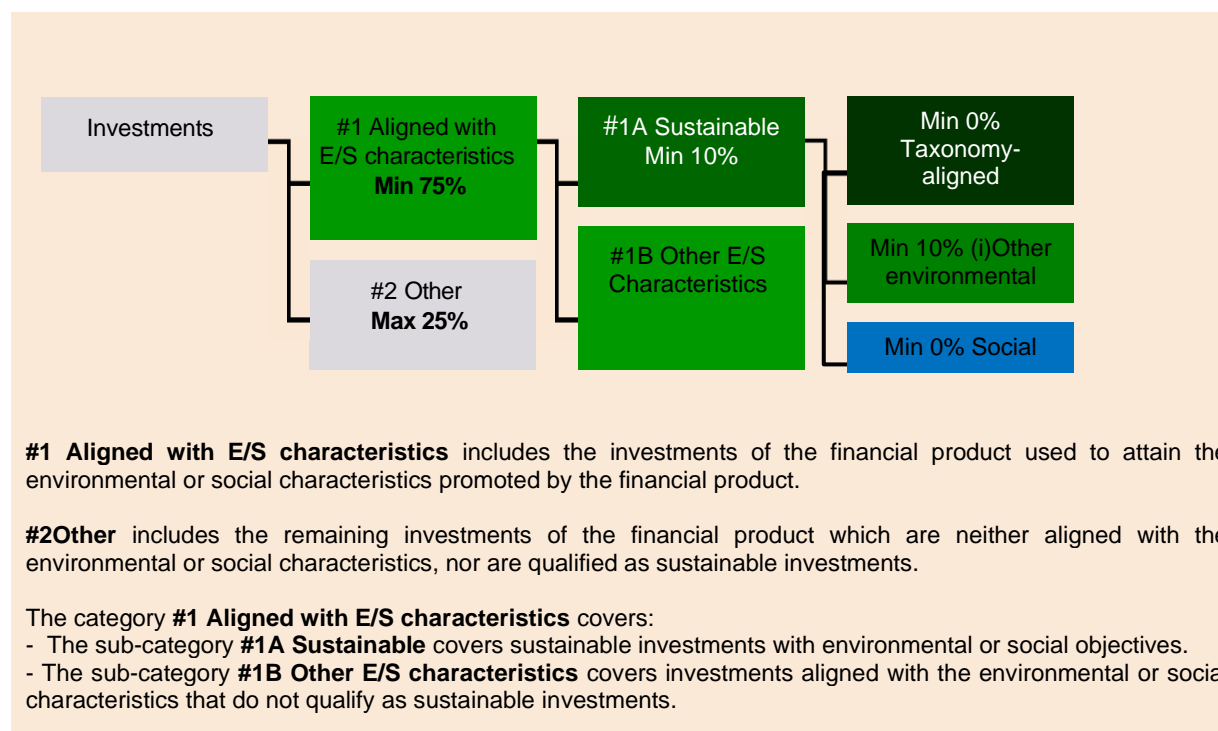 Investments
#1 Aligned with
E/S characteristics
Min 75%
#2 Other
Max 25%
#1A Sustainable
Min 10%
#1B Other E/S
Characteristics
Min 0%
Taxonomy-
aligned
Min 10% (i)Other
environmental
Min 0% Social
#1 Aligned with E/S characteristics includes the investments of the financial product used to attain the
environmental or social characteristics promoted by the financial product.
#2Other includes the remaining investments of the financial product which are neither aligned with the
environmental or social characteristics, nor are qualified as sustainable investments.
The category #1 Aligned with E/S characteristics covers:
- The sub-category #1A Sustainable covers sustainable investments with environmental or social objectives.
- The sub-category #1B Other E/S characteristics covers investments aligned with the environmental or social
characteristics that do not qualify as sustainable investments.